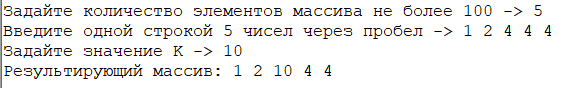 Задайте количество элементов массива не более 100 -> 5
Введите одной строкой 5 чисел через пробел -> 1 2 4 4 4
Задайте значение K -> 10
Результирующий массив: 1 2 10 4 4